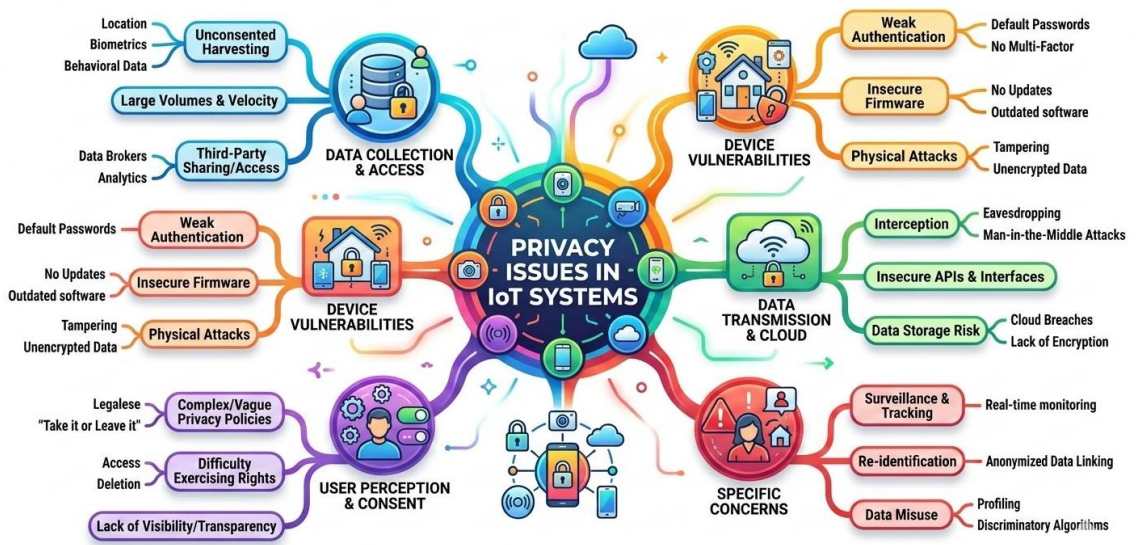 PRIVACY
ISSUES IN
IoT SYSTEMS
DATA COLLECTION
& ACCESS
Unconsented
Harvesting
Location
Biometrics
Behavioral Data
Large Volumes & Velocity
Third-Party
Sharing/Access
Data Brokers
Analytics
DEVICE
VULNERABILITIES
Weak
Authentication
Default Passwords
Insecure Firmware
No Updates
Outdated software
Physical Attacks
Tampering
Unencrypted Data
USER PERCEPTION
& CONSENT
Complex/Vague
Privacy Policies
Legalese
"Take it or Leave it"
Difficulty
Exercising Rights
Access
Deletion
Lack of Visibility/Transparency
DEVICE
VULNERABILITIES
Weak
Authentication
Default Passwords
No Multi-Factor
Insecure
Firmware
No Updates
Outdated software
Physical Attacks
Tampering
Unencrypted Data
DATA
TRANSMISSION
& CLOUD
Interception
Eavesdropping
Man-in-the-Middle Attacks
Insecure APIs & Interfaces
Data Storage Risk
Cloud Breaches
Lack of Encryption
SPECIFIC
CONCERNS
Surveillance &
Tracking
Real-time monitoring
Re-identification
Anonymized Data Linking
Data Misuse
Profiling
Discriminatory Algorithms